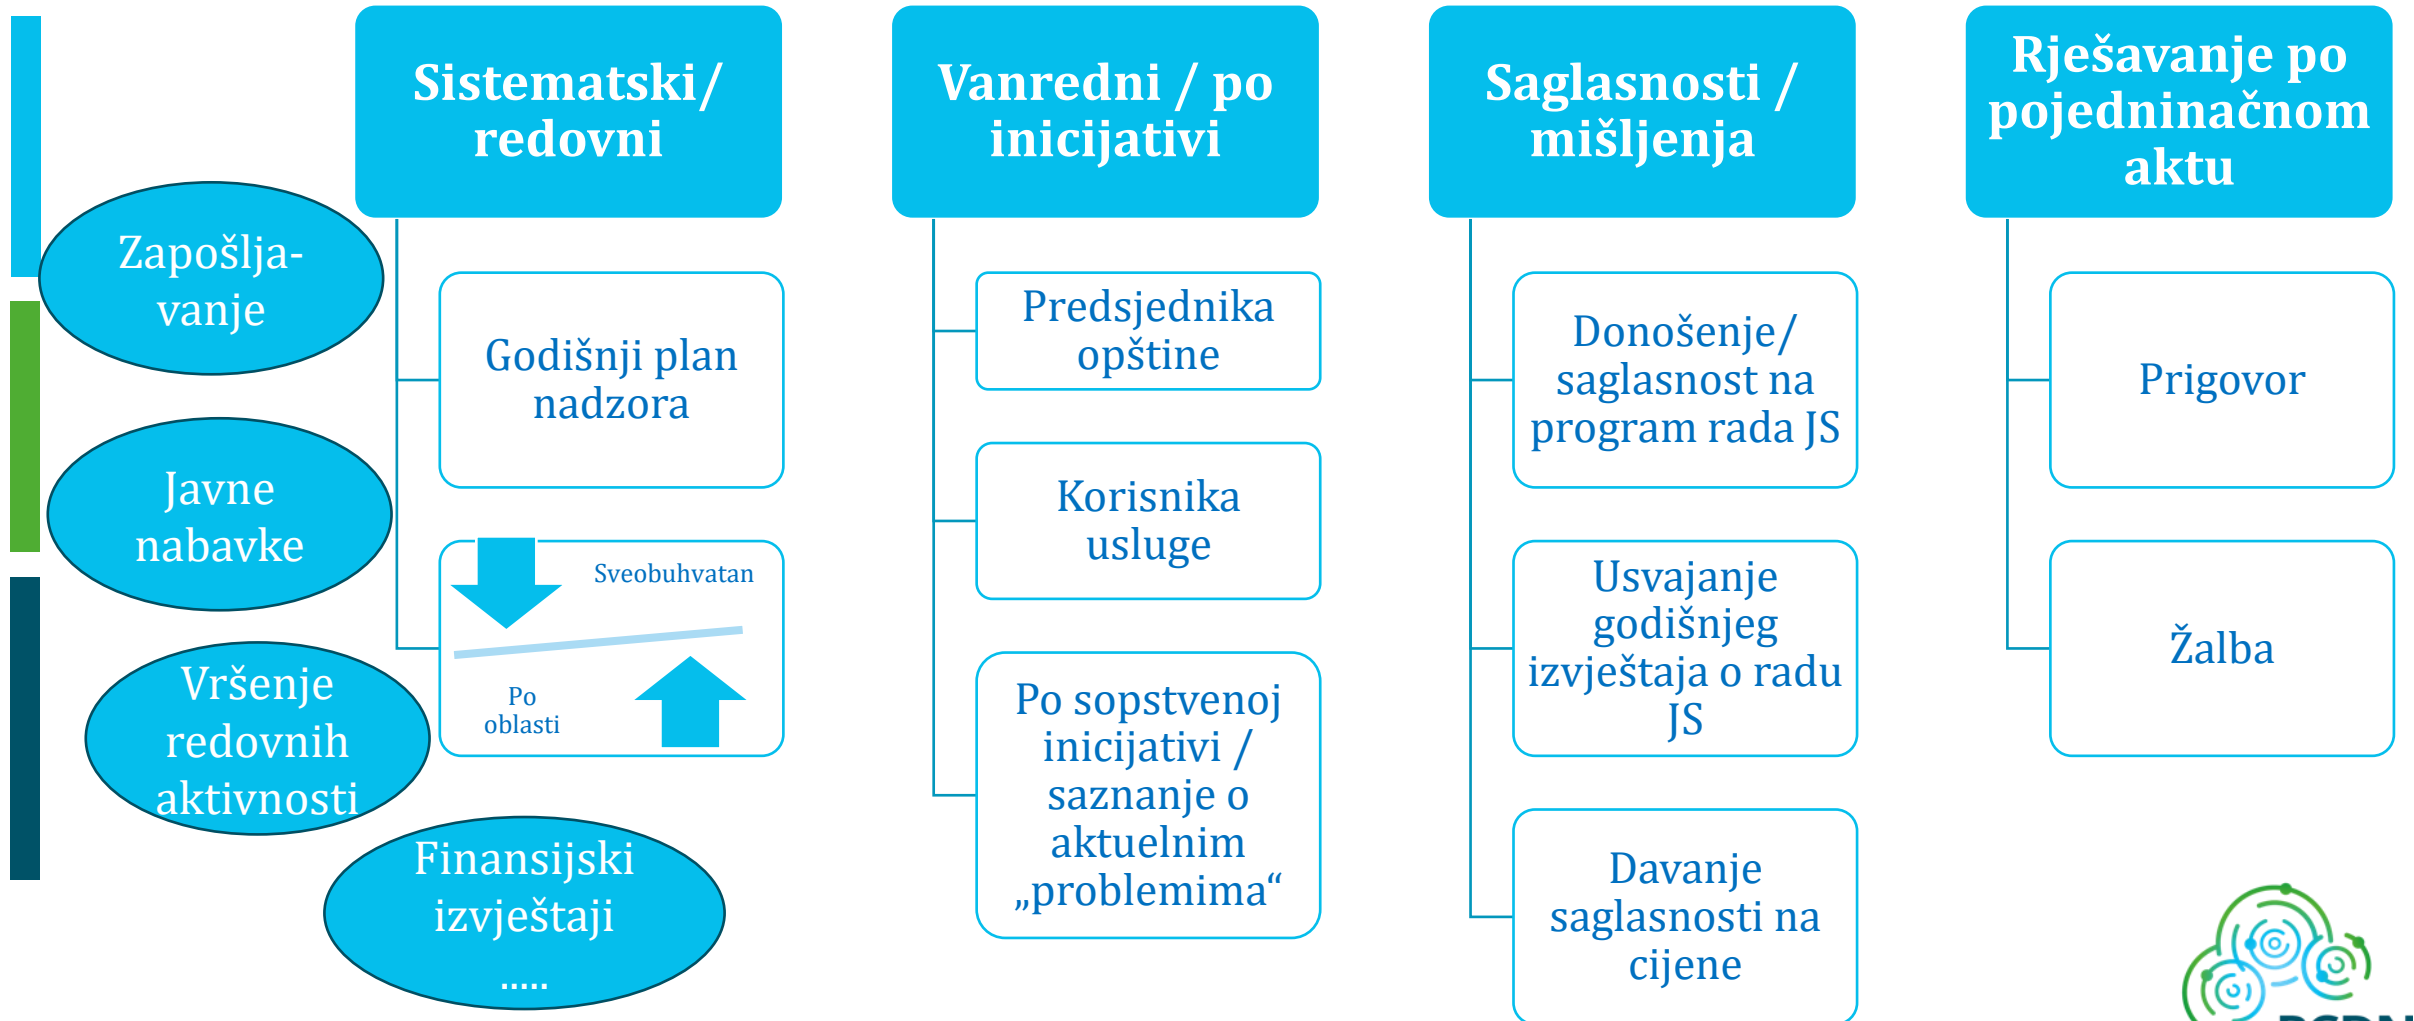 Sistematski/
redovni
Zapošlja-
vanje
Javne
nabavke
Vršenje
redovnih
aktivnosti
Finansijski
izvještaji
.....
Godišnji plan
nadzora
Sveobuhvatan
Po
oblasti
Vanredni / po
inicijativi
Predsjednika
opštine
Korisnika
usluge
Po sopstvenoj
inicijativi /
saznanje o
aktuelnim
„problemima“
Saglasnosti /
mišljenja
Donošenje/
saglasnost na
program rada JS
Usvajanje
godišnjeg
izvještaja o radu
JS
Davanje
saglasnosti na
cijene
Rješavanje po
pojedninačnom
aktu
Prigovor
Žalba